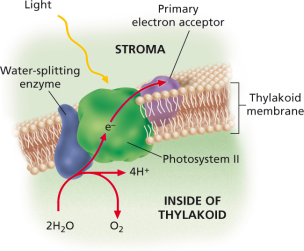 Light
Primary
electron acceptor
STROMA
Water-splitting
enzyme
Thylakoid
membrane
e⁻
Photosystem II
4H⁺
INSIDE OF
THYLAKOID
2H₂O
O₂